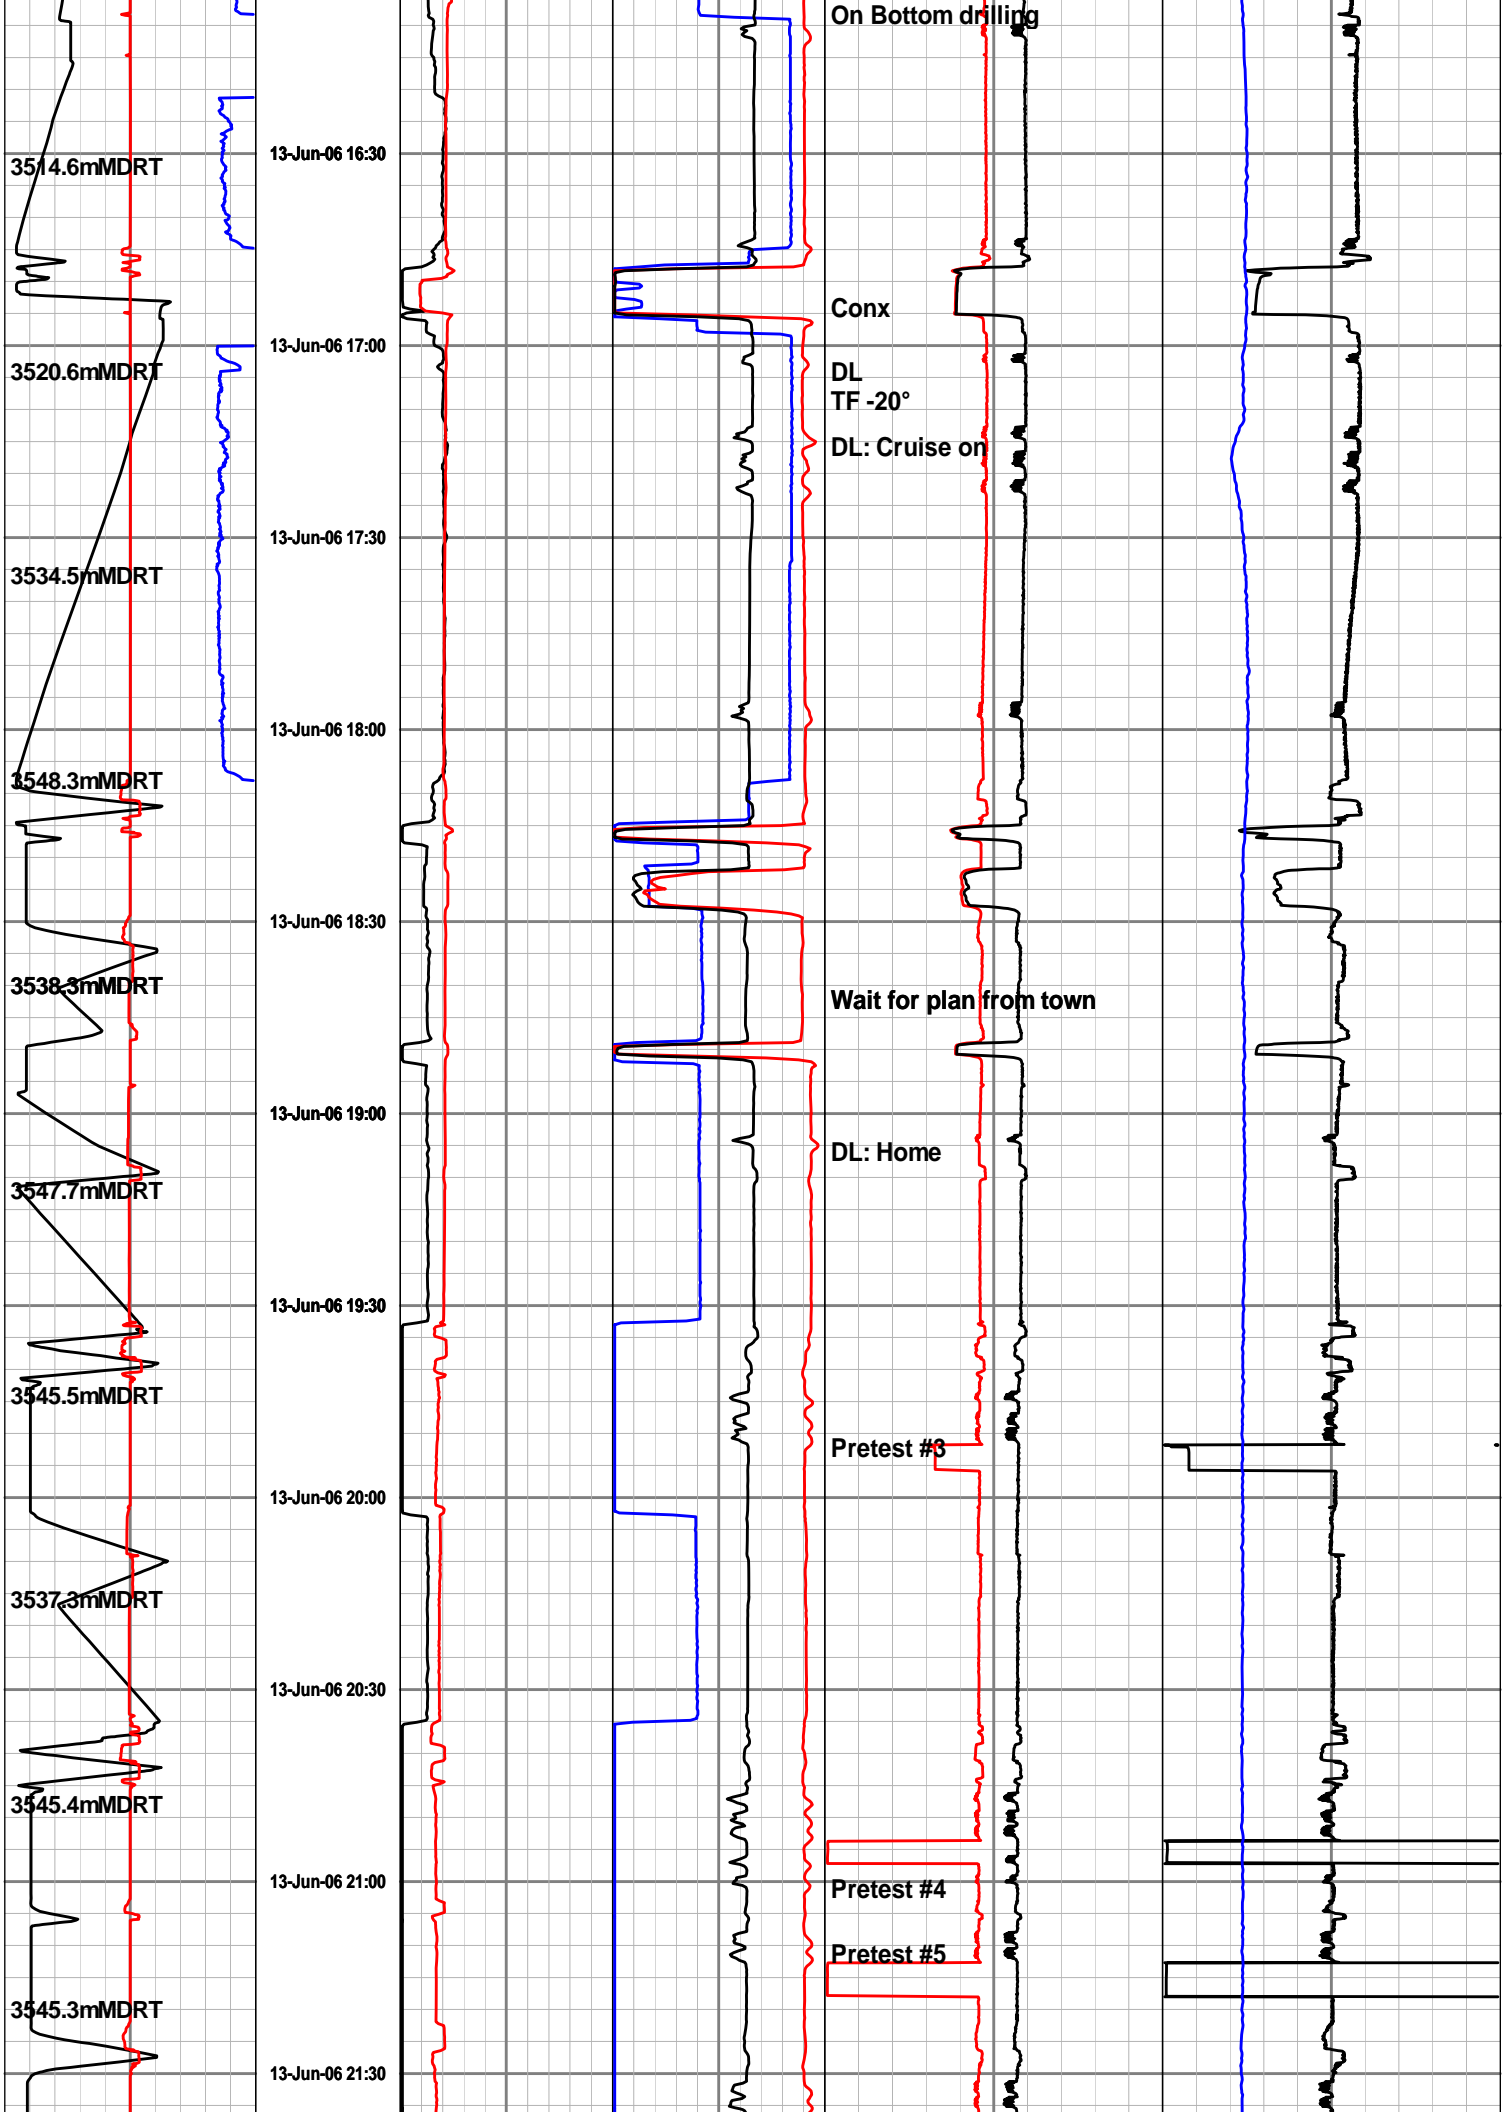 On Bottom drilling
13-Jun-06 16:30
3514.6mMDRT
Conx
13-Jun-06 17:00
3520.6mMDRT
DL
TF -20°
DL: Cruise on
13-Jun-06 17:30
3534.5mMDRT
13-Jun-06 18:00
3548.3mMDRT
13-Jun-06 18:30
3538.3mMDRT
Wait for plan from town
13-Jun-06 19:00
DL: Home
3547.7mMDRT
13-Jun-06 19:30
3545.5mMDRT
Pretest #3
13-Jun-06 20:00
3537.3mMDRT
13-Jun-06 20:30
3545.4mMDRT
13-Jun-06 21:00
Pretest #4
Pretest #5
3545.3mMDRT
13-Jun-06 21:30